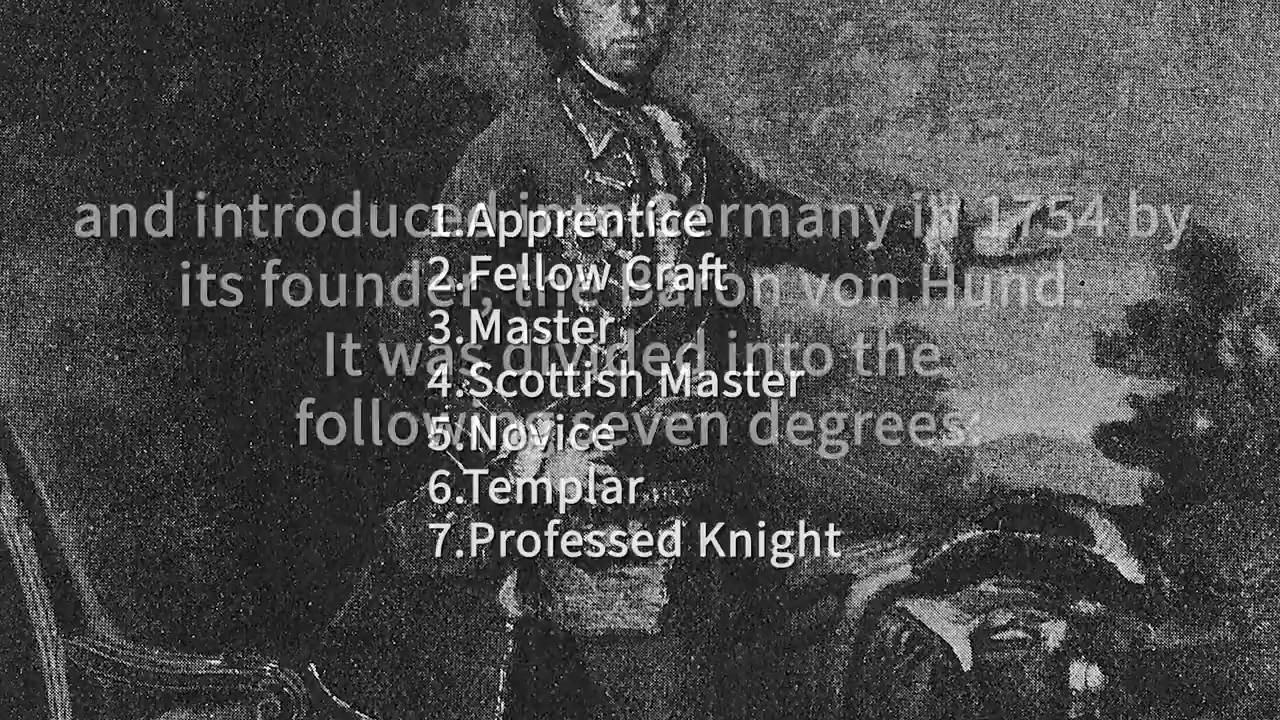 and introduced into Germany in 1754 by
its founder, the Baron von Hund
It was divided into the
following seven degrees:
1.Apprentice
2.Fellow Craft
3.Master
4.Scottish Master
5.Novice
6.Templar
7.Professed Knight